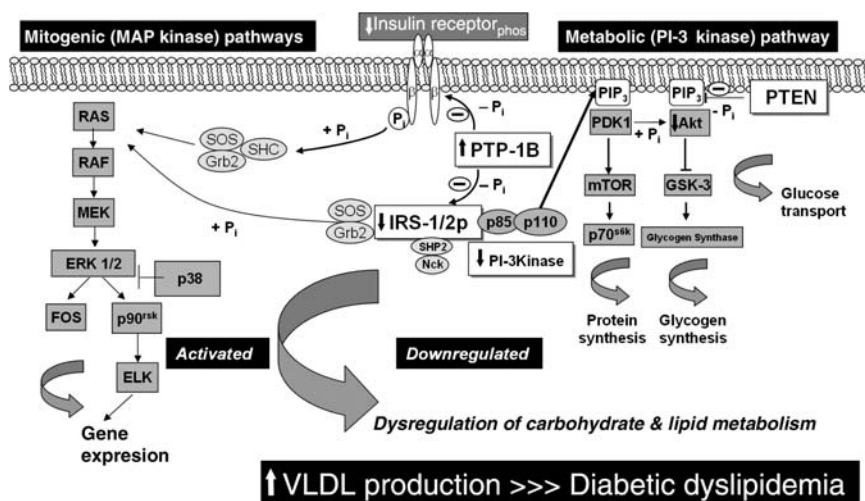 Mitogenic (MAP kinase) pathways
↓Insulin receptor phos
Metabolic (PI-3 kinase) pathway
αα
β β
RAS
RAF
MEK
ERK 1/2
p38
FOS
p90rsk
ELK
Gene
expresion
SOS
Grb2
SHC
+ Pi
Pi
− − Pi
↑ PTP-1B
− − Pi
+ Pi
SOS
Grb2
↓ IRS-1/2p
p85
p110
SHP2
Nck
↓ PI-3Kinase
PIP3
PDK1
+ Pi
mTOR
p70s6k
Protein
synthesis
PIP3
−
- Pi
PTEN
↓Akt
GSK-3
Glycogen Synthase
Glycogen
synthesis
Glucose
transport
Activated
Downregulated
Dysregulation of carbohydrate & lipid metabolism
↑ VLDL production >>> Diabetic dyslipidemia